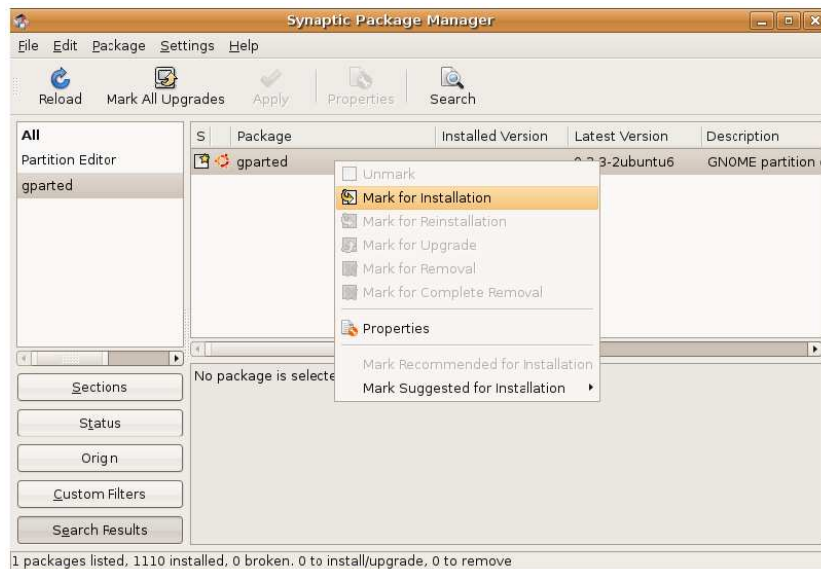 Synaptic Package Manager
File Edit Package Settings Help
Reload Mark All Upgrades Apply Properties Search
All
Partition Editor
gparted
S Package Installed Version Latest Version Description
gparted 3-2ubuntu6 GNOME partition
Unmark
Mark for Installation
Mark for Reinstallation
Mark for Upgrade
Mark for Removal
Mark for Complete Removal
Properties
Mark Recommended for Installation
Mark Suggested for Installation
No package is selecte
Sections
Status
Orign
Custom Filters
Search Results
1 packages listed, 1110 installed, 0 broken. 0 to install/upgrade, 0 to remove